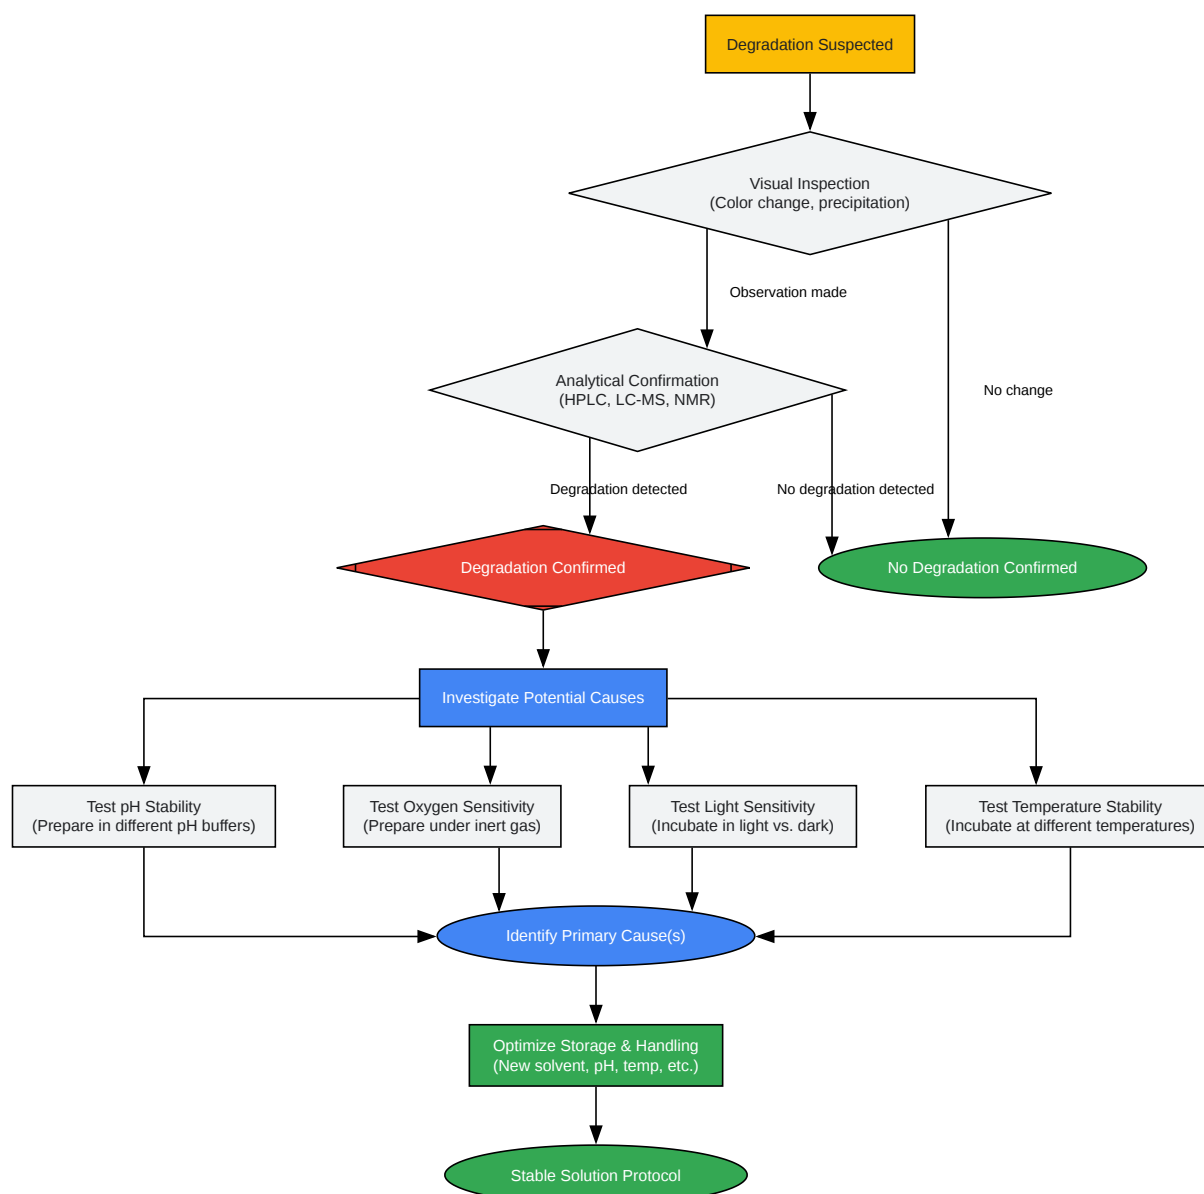 Degradation Suspected
Visual Inspection
(Color change, precipitation)
Observation made
No change
Analytical Confirmation
(HPLC, LC-MS, NMR)
Degradation detected
No degradation detected
Degradation Confirmed
No Degradation Confirmed
Investigate Potential Causes
Test pH Stability
(Prepare in different pH buffers)
Test Oxygen Sensitivity
(Prepare under inert gas)
Test Light Sensitivity
(Incubate in light vs. dark)
Test Temperature Stability
(Incubate at different temperatures)
Identify Primary Cause(s)
Optimize Storage & Handling
(New solvent, pH, temp, etc.)
Stable Solution Protocol